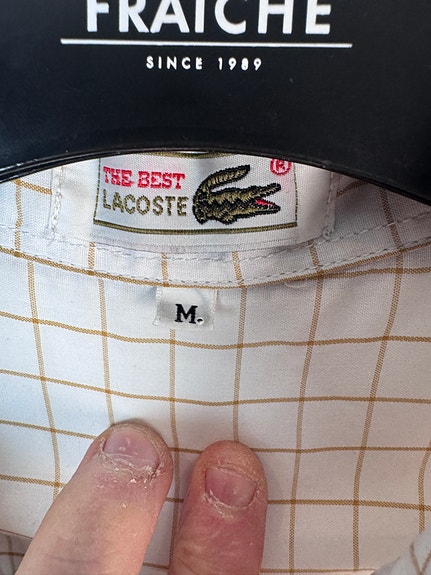 FRAICHE
SINCE 1989
®
THE BEST
LACOSTE
M.